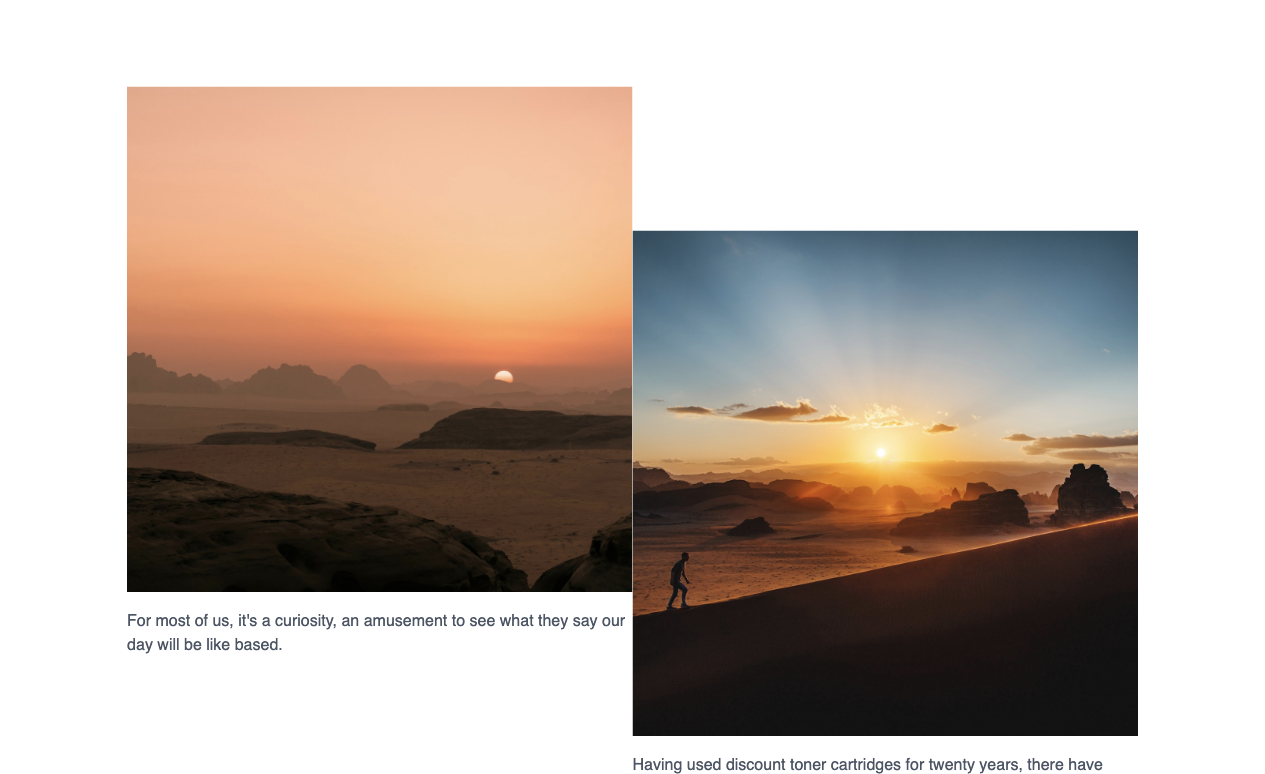 For most of us, it's a curiosity, an amusement to see what they say our
day will be like based.
Having used discount toner cartridges for twenty years, there have